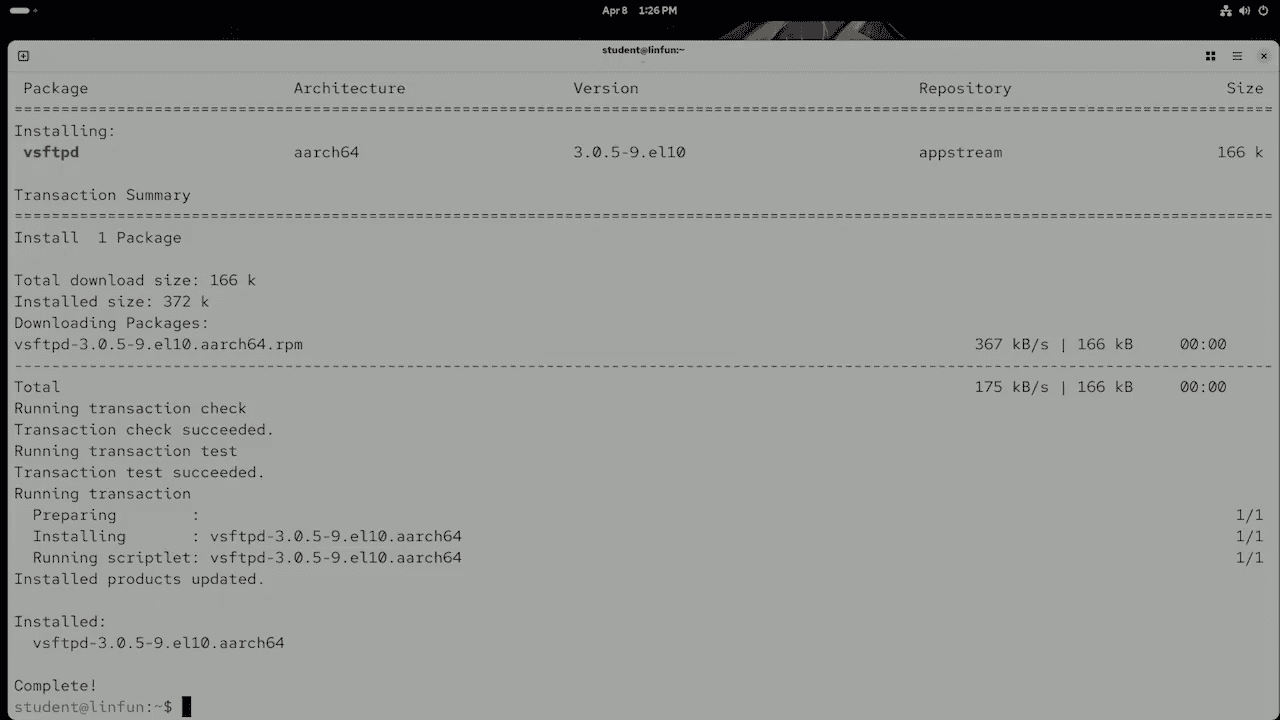 Apr 8 1:26 PM
student@linfun:~
Package Architecture Version Repository Size
================================================================================
Installing:
vsftpd aarch64 3.0.5-9.el10 appstream 166 k
Transaction Summary
================================================================================
Install 1 Package
Total download size: 166 k
Installed size: 372 k
Downloading Packages:
vsftpd-3.0.5-9.el10.aarch64.rpm 367 kB/s | 166 kB 00:00
--------------------------------------------------------------------------------
Total 175 kB/s | 166 kB 00:00
Running transaction check
Transaction check succeeded.
Running transaction test
Transaction test succeeded.
Running transaction
Preparing : 1/1
Installing : vsftpd-3.0.5-9.el10.aarch64 1/1
Running scriptlet: vsftpd-3.0.5-9.el10.aarch64 1/1
Installed products updated.
Installed:
vsftpd-3.0.5-9.el10.aarch64
Complete!
student@linfun:~$